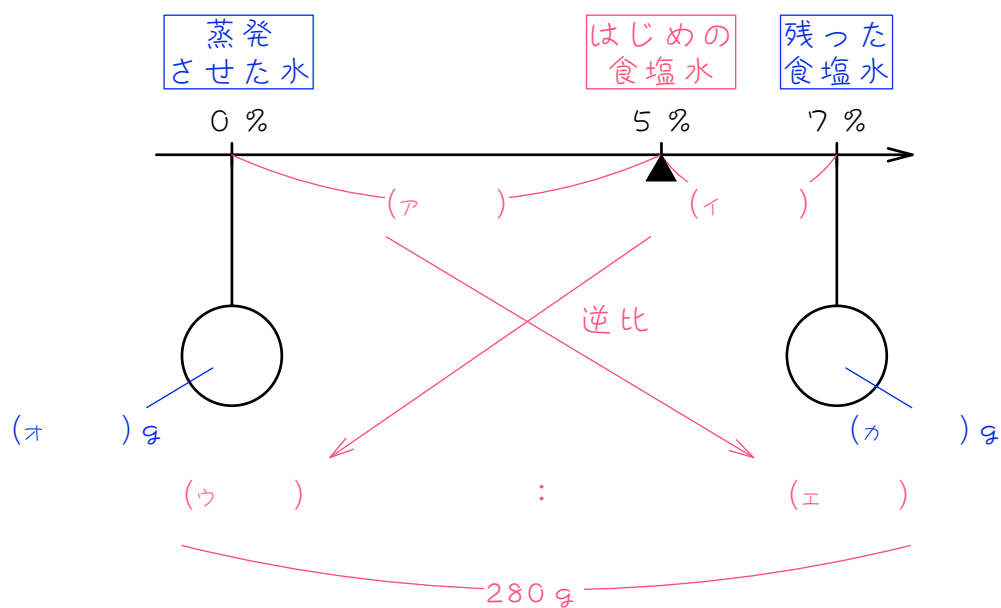 蒸発
させた水
はじめの
食塩水
残った
食塩水
0 %
5 %
7 %
(ア )
(イ )
逆比
(オ ) g
(カ ) g
(ウ ) : (エ )
280 g